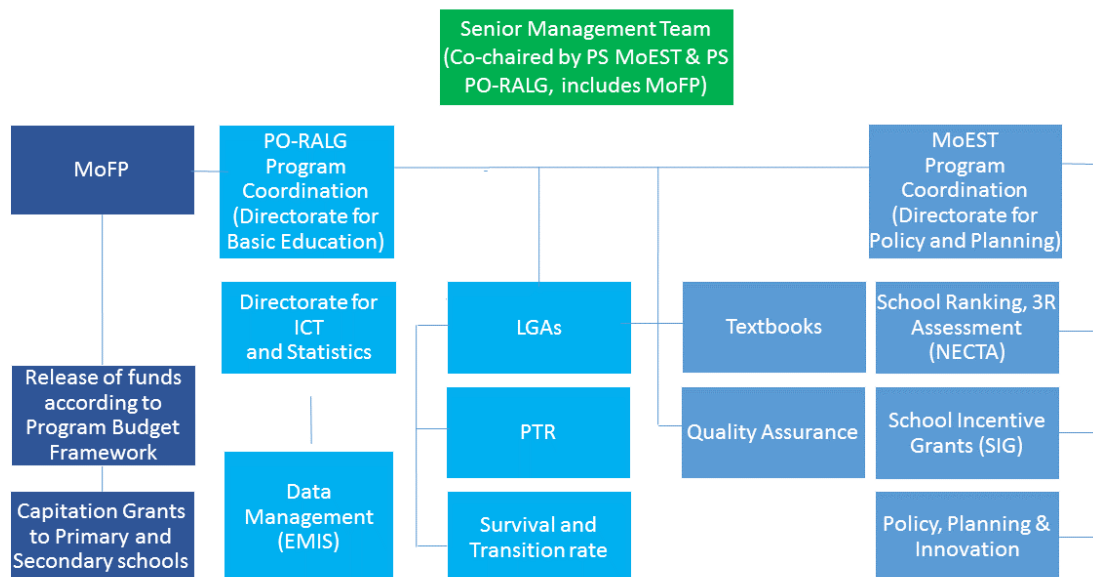 Senior Management Team
(Co-chaired by PS MoEST & PS
PO-RALG, includes MoFP)
MoFP
PO-RALG
Program
Coordination
(Directorate for
Basic Education)
MoEST
Program
Coordination
(Directorate for
Policy and Planning)
Directorate for
ICT
and Statistics
LGAs
Textbooks
School Ranking, 3R
Assessment
(NECTA)
Release of funds
according to
Program Budget
Framework
PTR
Quality Assurance
School Incentive
Grants (SIG)
Capitation Grants
to Primary and
Secondary schools
Data
Management
(EMIS)
Survival and
Transition rate
Policy, Planning &
Innovation